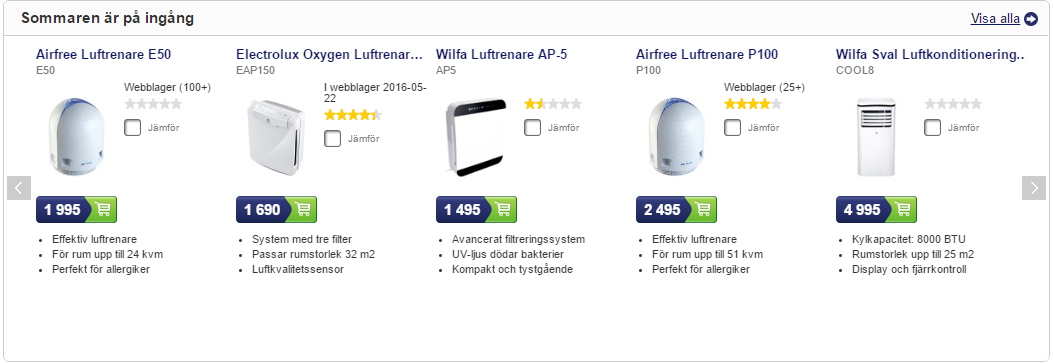 Sommaren är på ingång
Visa alla
Airfree Luftrenare E50
E50
Webblager (100+)
Jämför
1 995
Effektiv luftrenare
För rum upp till 24 kvm
Perfekt för allergiker
Electrolux Oxygen Luftrenar...
EAP150
I webblager 2016-05-
22
Jämför
1 690
System med tre filter
Passar rumstorlek 32 m2
Luftkvalitetssensor
Wilfa Luftrenare AP-5
AP5
Jämför
1 495
Avancerat filtreringssystem
UV-ljus dödar bakterier
Kompakt och tystgående
Airfree Luftrenare P100
P100
Webblager (25+)
Jämför
2 495
Effektiv luftrenare
För rum upp till 51 kvm
Perfekt för allergiker
Wilfa Sval Luftkonditionering..
COOL8
Jämför
4 995
Kylkapacitet: 8000 BTU
Rumstorlek upp till 25 m2
Display och fjärrkontroll